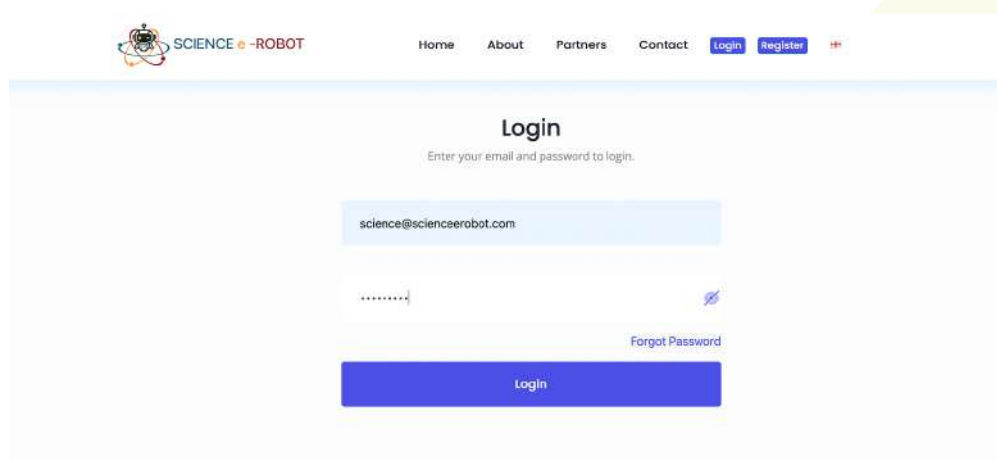 SCIENCE e -ROBOT
Home About Partners Contact Login Register
Login
Enter your email and password to login.
science@scienceerobot.com
•••••••••
Forgot Password
Login